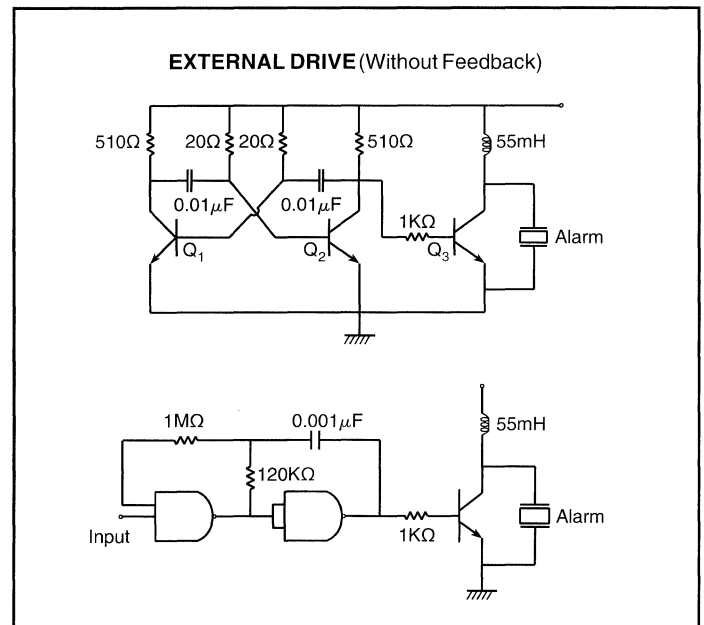 EXTERNAL DRIVE (Without Feedback)
510Ω 20Ω 20Ω 510Ω 55mH
0.01μF 0.01μF
1KΩ
Q1 Q2 Q3 Alarm
1MΩ 0.001μF 55mH
120KΩ
Input 1KΩ Alarm